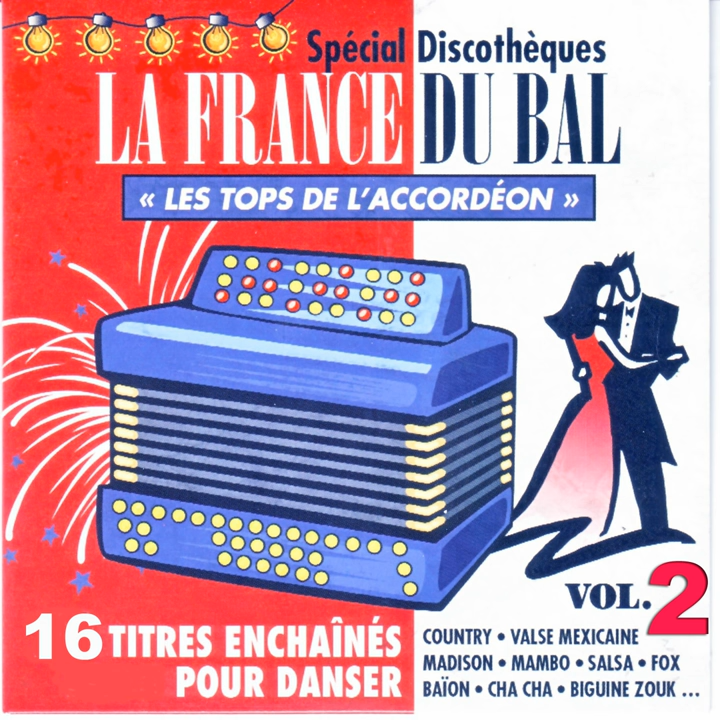 Spécial Discothèques
LA FRANCE DU BAL
« LES TOPS DE L'ACCORDÉON »
VOL.2
16 TITRES ENCHAÎNÉS
POUR DANSER
COUNTRY • VALSE MEXICAINE
MADISON • MAMBO • SALSA • FOX
BAÏON • CHA CHA • BIGUINE ZOUK ...